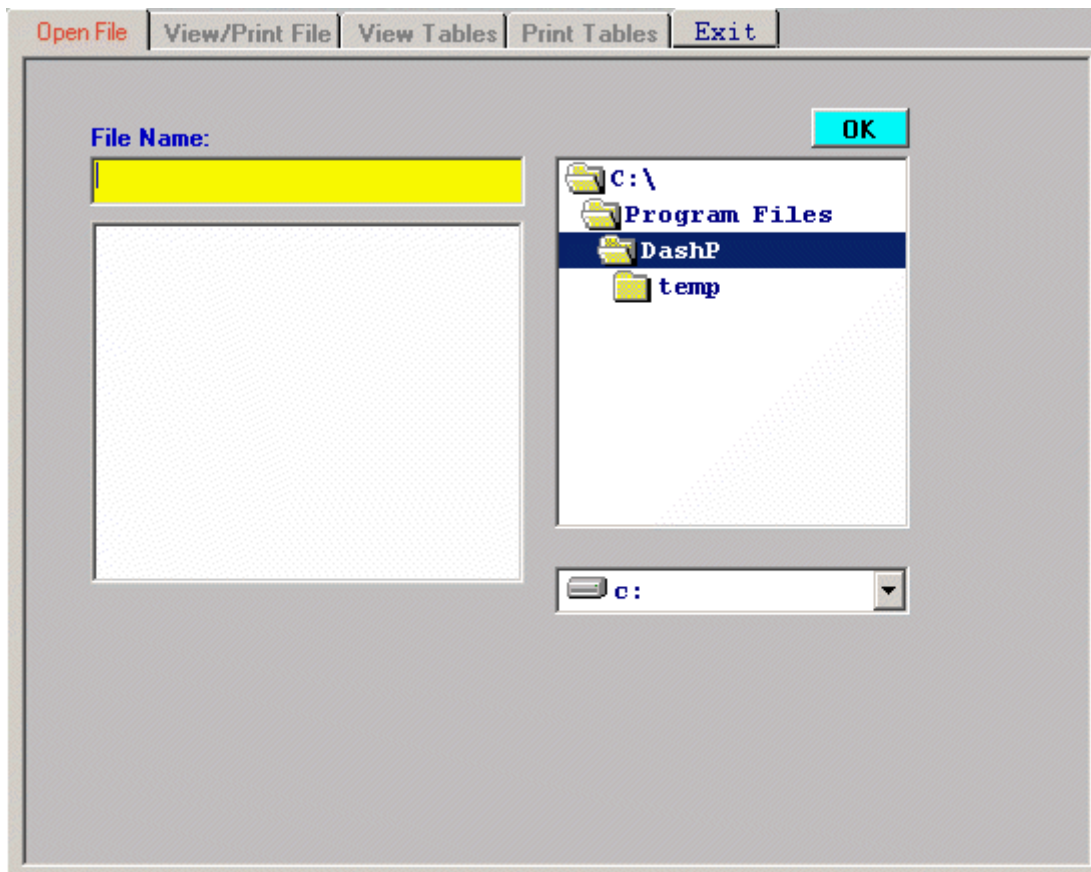 Open File View/Print File View Tables Print Tables Exit
File Name:
OK
C:\
Program Files
DashP
temp
c: